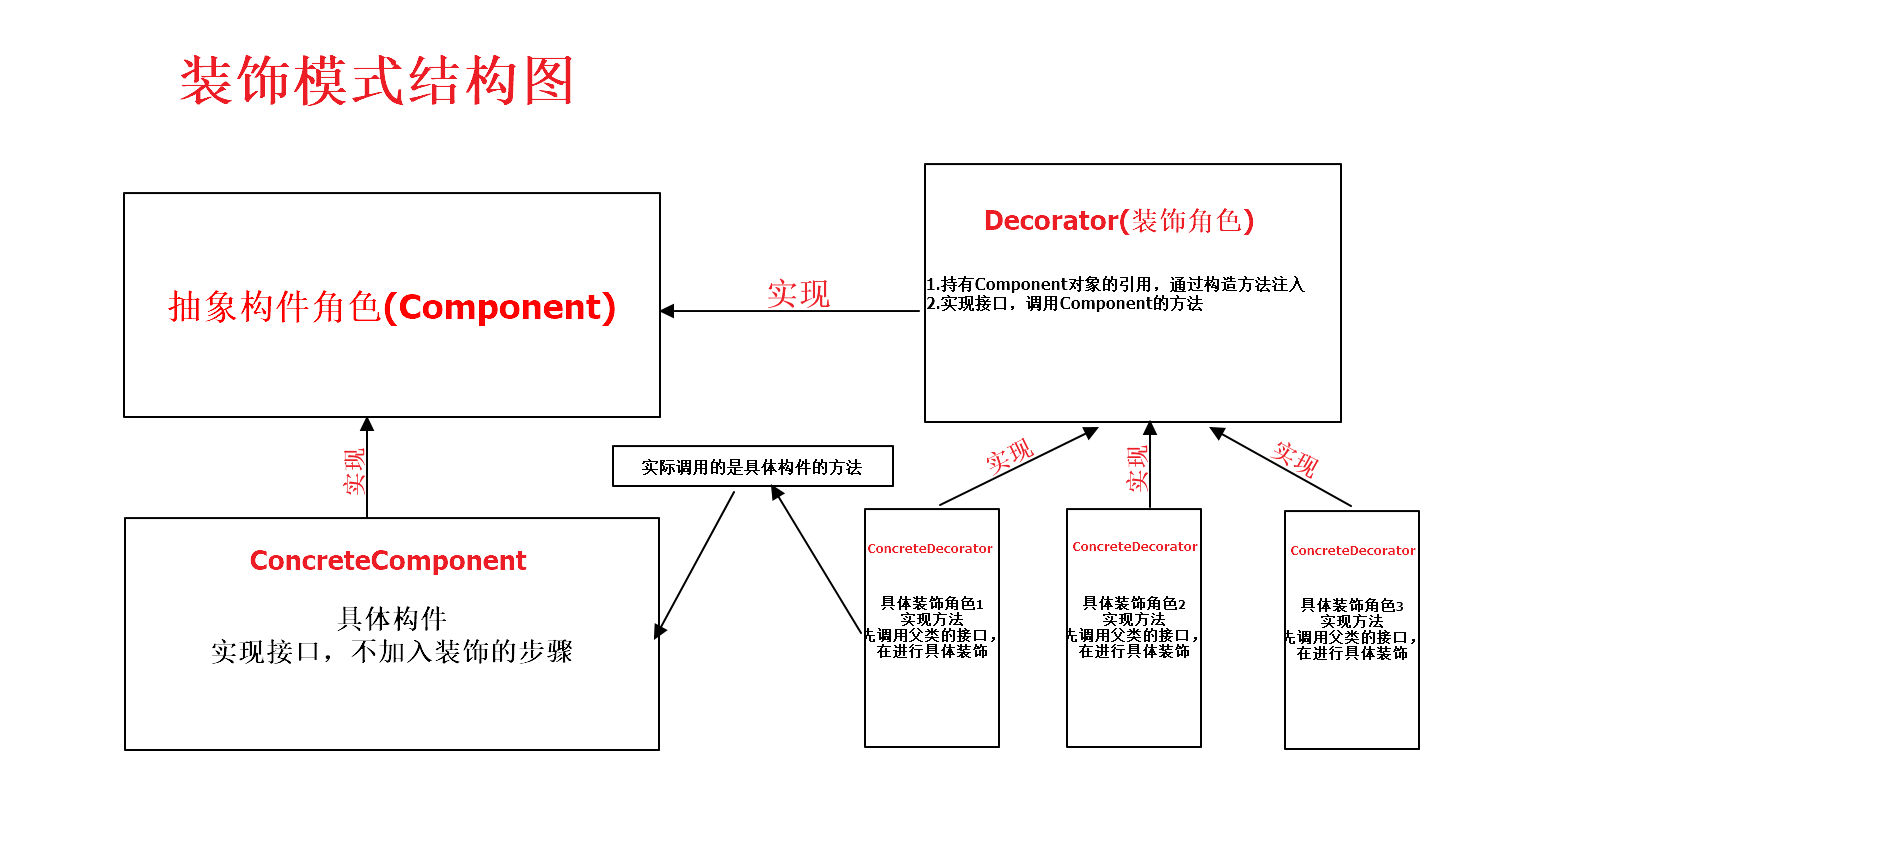 装饰模式结构图
抽象构件角色(Component)
实现
Decorator(装饰角色)
1.持有Component对象的引用，通过构造方法注入
2.实现接口，调用Component的方法
实现
实际调用的是具体构件的方法
实现
实现
实现
ConcreteComponent
具体构件
实现接口，不加入装饰的步骤
ConcreteDecorator
具体装饰角色1
实现方法
先调用父类的接口，
在进行具体装饰
ConcreteDecorator
具体装饰角色2
实现方法
先调用父类的接口，
在进行具体装饰
ConcreteDecorator
具体装饰角色3
实现方法
先调用父类的接口，
在进行具体装饰